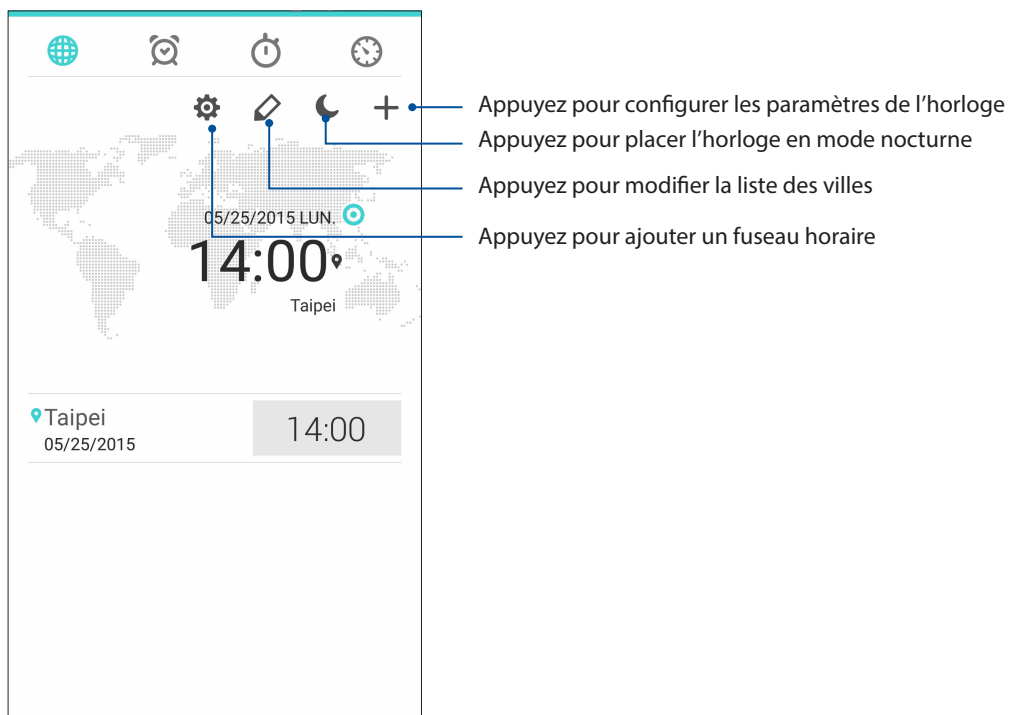 Appuyez pour configurer les paramètres de l'horloge
Appuyez pour placer l'horloge en mode nocturne
Appuyez pour modifier la liste des villes
05/25/2015 LUN.
Appuyez pour ajouter un fuseau horaire
14:00
Taipei
Taipei
14:00
05/25/2015